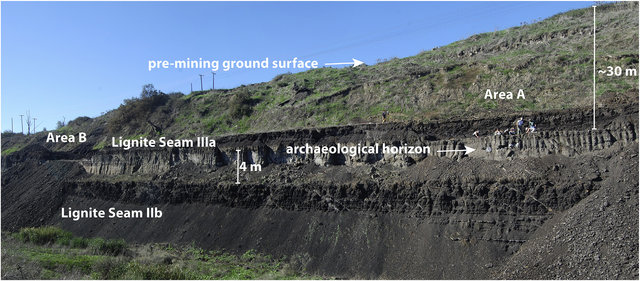 pre-mining ground surface
~30 m
Area A
Area B
Lignite Seam IIIa
archaeological horizon
4 m
Lignite Seam IIb